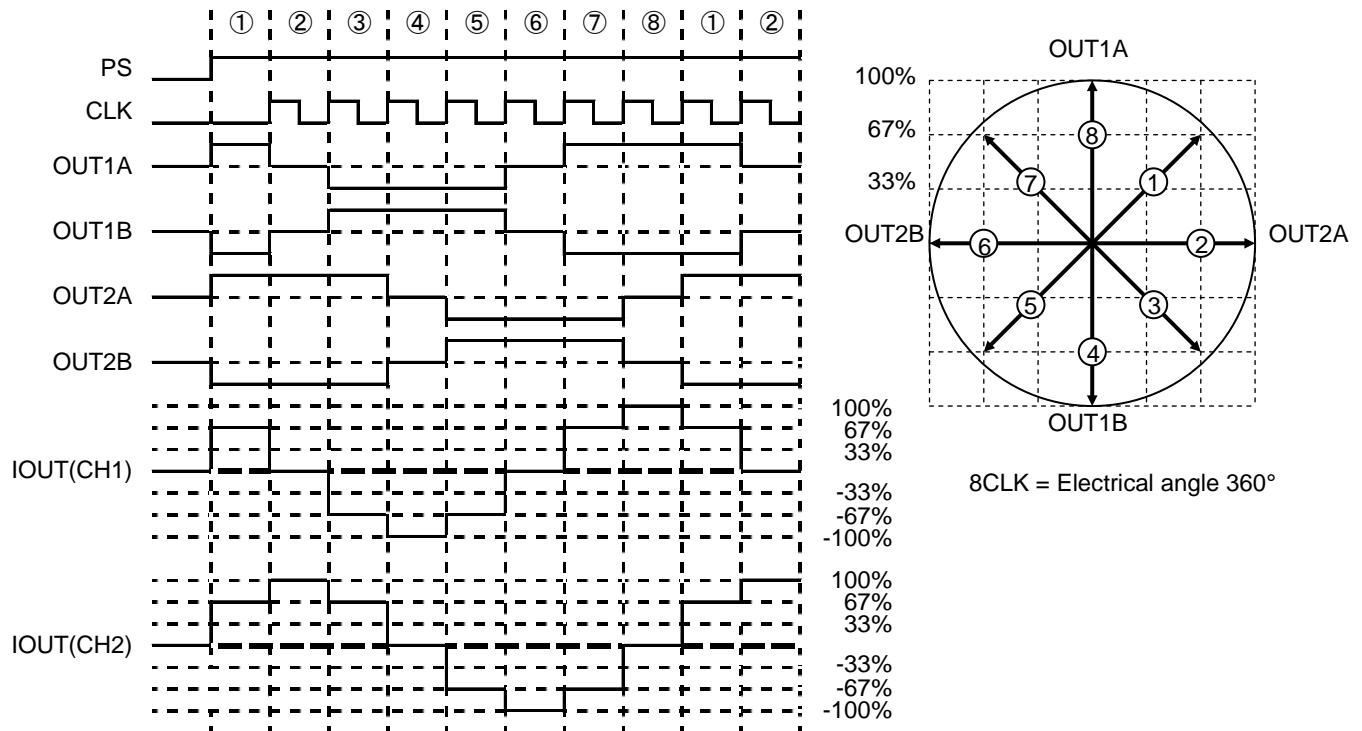 ① ② ③ ④ ⑤ ⑥ ⑦ ⑧ ① ②
PS
CLK
OUT1A
OUT1B
OUT2A
OUT2B
IOUT(CH1)
100%
67%
33%
-33%
-67%
-100%
IOUT(CH2)
100%
67%
33%
-33%
-67%
-100%
OUT1A
100%
67%
33%
OUT2B
OUT2A
OUT1B
⑧
⑦
①
⑥
②
⑤
③
④
8CLK = Electrical angle 360°